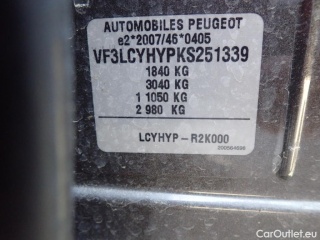 AUTOMOBILES PEUGEOT
e2*2007/46*0405
VF3LCYHYPKS251339
1840 KG
3040 KG
1 1050 KG
2 980 KG
LCYHYP-R2K000
CarOutlet.eu